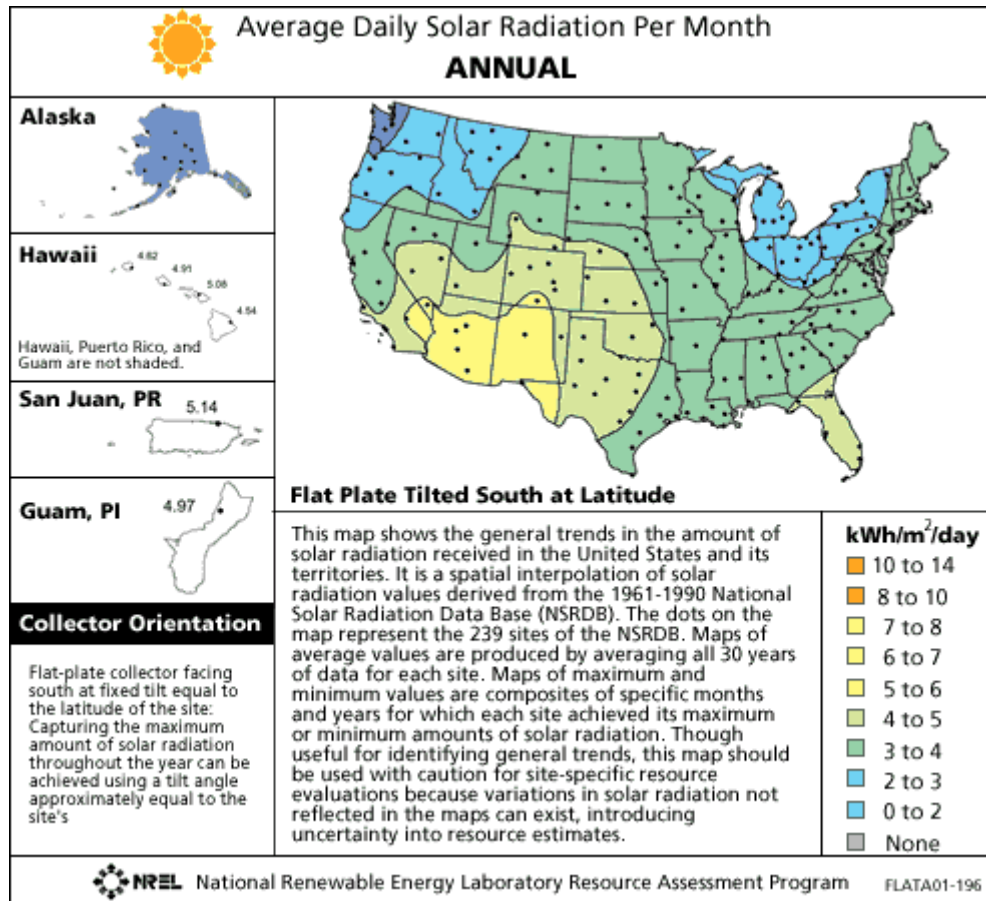 Average Daily Solar Radiation Per Month
ANNUAL
Alaska
Hawaii
4.62
4.91
5.08
4.54
Hawaii, Puerto Rico, and
Guam are not shaded.
San Juan, PR
5.14
Guam, PI
4.97
Collector Orientation
Flat-plate collector facing
south at fixed tilt equal to
the latitude of the site:
Capturing the maximum
amount of solar radiation
throughout the year can be
achieved using a tilt angle
approximately equal to the
site's
Flat Plate Tilted South at Latitude
This map shows the general trends in the amount of
solar radiation received in the United States and its
territories. It is a spatial interpolation of solar
radiation values derived from the 1961-1990 National
Solar Radiation Data Base (NSRDB). The dots on the
map represent the 239 sites of the NSRDB. Maps of
average values are produced by averaging all 30 years
of data for each site. Maps of maximum and
minimum values are composites of specific months
and years for which each site achieved its maximum
or minimum amounts of solar radiation. Though
useful for identifying general trends, this map should
be used with caution for site-specific resource
evaluations because variations in solar radiation not
reflected in the maps can exist, introducing
uncertainty into resource estimates.
kWh/m²/day
10 to 14
8 to 10
7 to 8
6 to 7
5 to 6
4 to 5
3 to 4
2 to 3
0 to 2
None
NREL National Renewable Energy Laboratory Resource Assessment Program
FLATA01-196